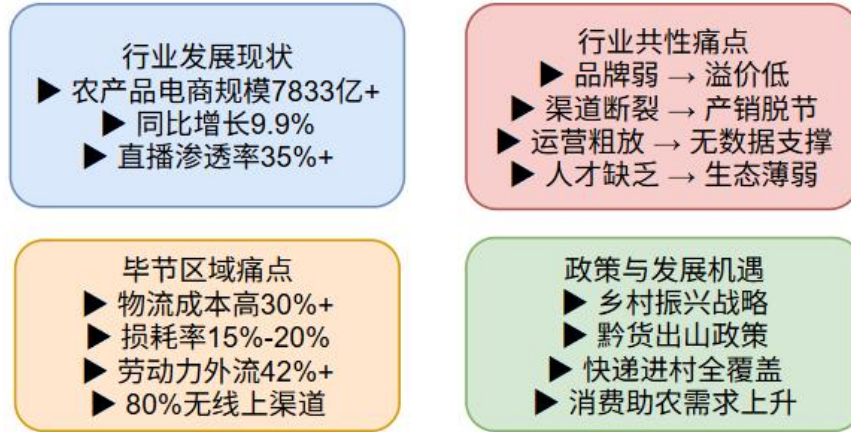 行业发展现状
▶ 农产品电商规模7833亿+
▶ 同比增长9.9%
▶ 直播渗透率35%+
行业共性痛点
▶ 品牌弱 → 溢价低
▶ 渠道断裂 → 产销脱节
▶ 运营粗放 → 无数据支撑
▶ 人才缺乏 → 生态薄弱
毕节区域痛点
▶ 物流成本高30%+
▶ 损耗率15%-20%
▶ 劳动力外流42%+
▶ 80%无线上渠道
政策与发展机遇
▶ 乡村振兴战略
▶ 黔货出山政策
▶ 快递进村全覆盖
▶ 消费助农需求上升